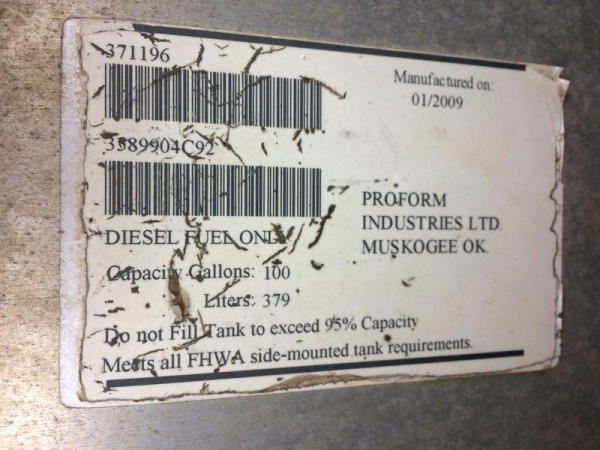 371196
Manufactured on:
01/2009
3589904C92
PROFORM
INDUSTRIES LTD.
MUSKOGEE OK.
DIESEL FUEL ONLY
Capacity Gallons: 100
Liters: 379
Do not Fill Tank to exceed 95% Capacity
Meets all FHWA side-mounted tank requirements.